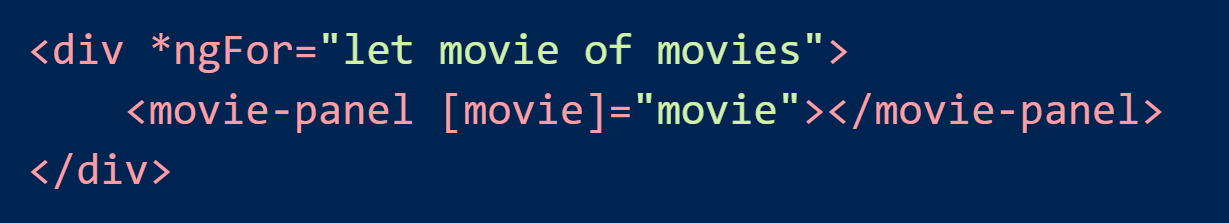 <div *ngFor="let movie of movies">
<movie-panel [movie]="movie"></movie-panel>
</div>